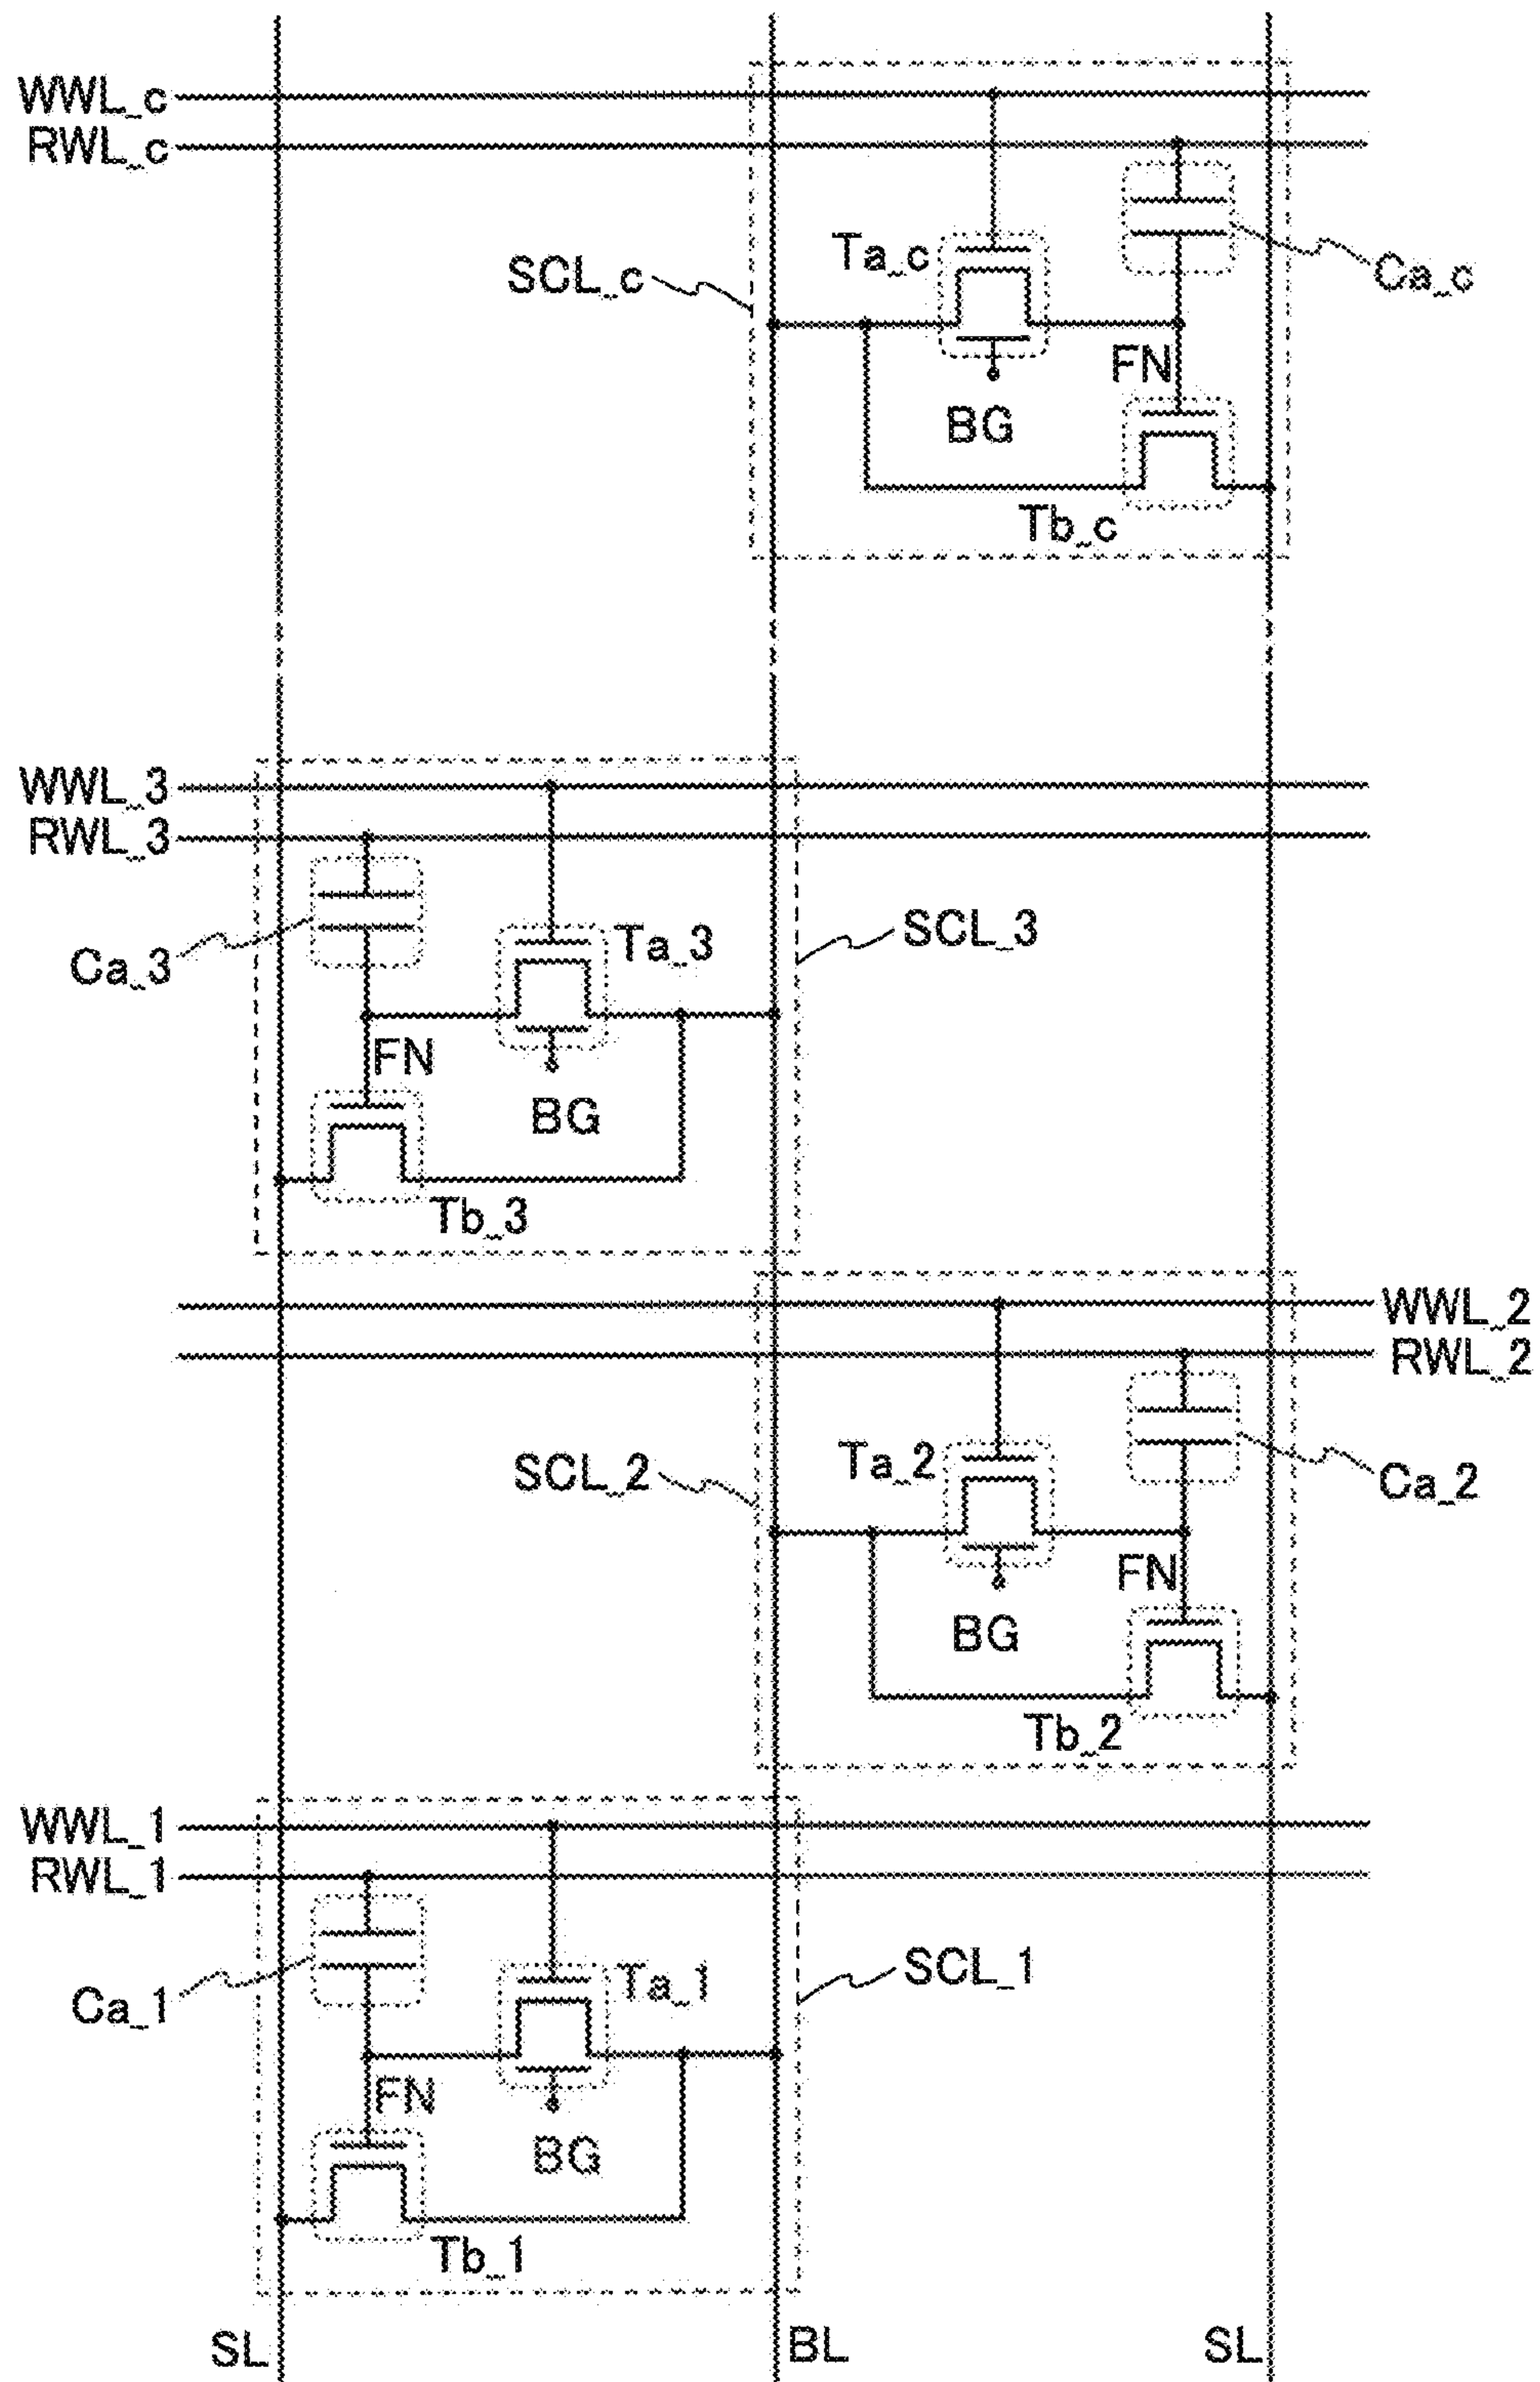 WWL_c
RWL_c
Ta_c
SCL_c
Ca_c
FN
BG
Tb_c
WWL_3
RWL_3
Ta_3
SCL_3
Ca_3
FN
BG
Tb_3
WWL_2
RWL_2
Ta_2
SCL_2
Ca_2
FN
BG
Tb_2
WWL_1
RWL_1
Ta_1
SCL_1
Ca_1
FN
BG
Tb_1
SL
BL
SL